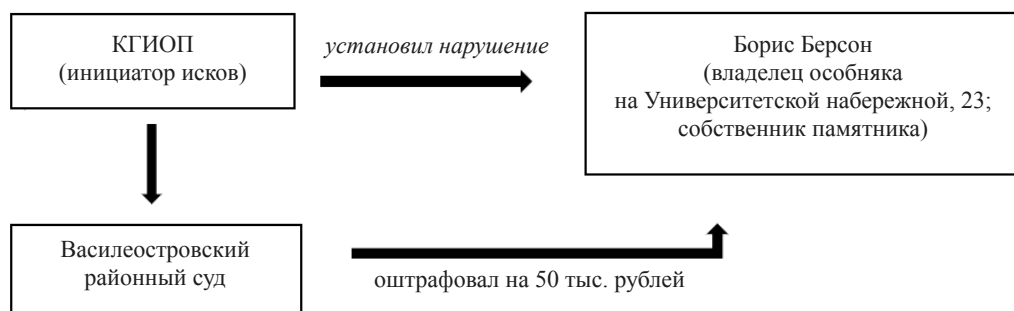 КГИОП
(инициатор исков)
установил нарушение
Борис Берсон
(владелец особняка
на Университетской набережной, 23;
собственник памятника)
Василеостровский
районный суд
оштрафовал на 50 тыс. рублей